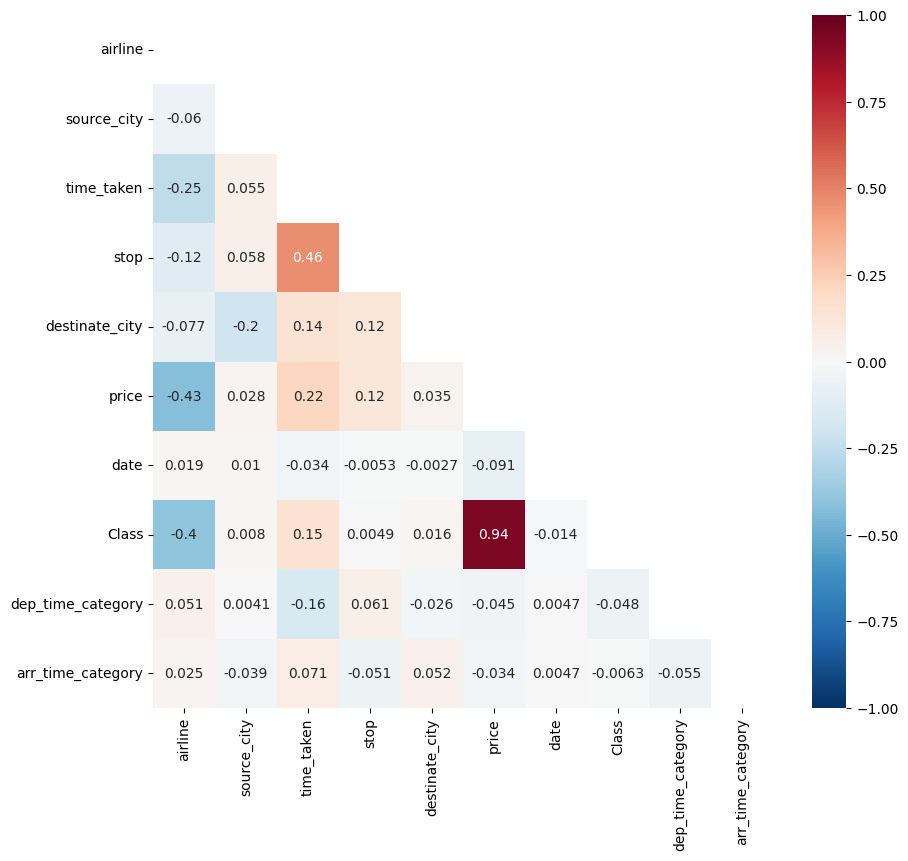 1.00
airline
source_city -0.06
0.75
time_taken -0.25 0.055
0.50
stop -0.12 0.058 0.46
0.25
destinate_city -0.077 -0.2 0.14 0.12
0.00
price -0.43 0.028 0.22 0.12 0.035
date 0.019 0.01 -0.034 -0.0053 -0.0027 -0.091
-0.25
Class -0.4 0.008 0.15 0.0049 0.016 0.94 -0.014
-0.50
dep_time_category 0.051 0.0041 -0.16 0.061 -0.026 -0.045 0.0047 -0.048
-0.75
arr_time_category 0.025 -0.039 0.071 -0.051 0.052 -0.034 0.0047 -0.0063 -0.055
-1.00
airline
source_city
time_taken
stop
destinate_city
price
date
Class
dep_time_category
arr_time_category